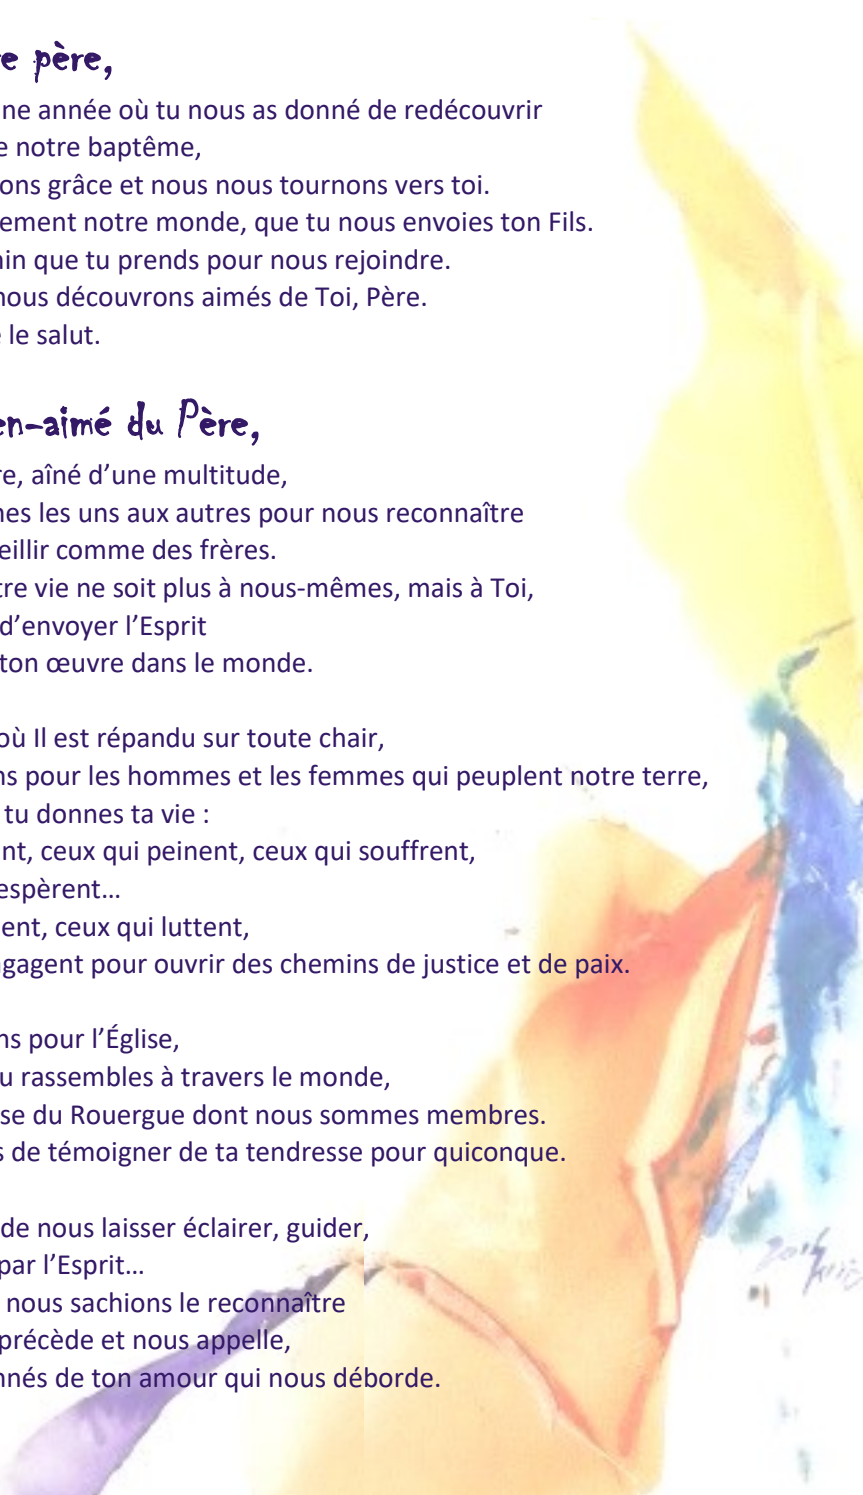 e père,
ne année où tu nous as donné de redécouvrir
e notre baptême,
ons grâce et nous nous tournons vers toi.
ement notre monde, que tu nous envoies ton Fils.
in que tu prends pour nous rejoindre.
nous découvrons aimés de Toi, Père.
le salut.
en-aimé du Père,
re, aîné d’une multitude,
nes les uns aux autres pour nous reconnaître
eillir comme des frères.
tre vie ne soit plus à nous-mêmes, mais à Toi,
d’envoyer l’Esprit
ton œuvre dans le monde.
où Il est répandu sur toute chair,
ns pour les hommes et les femmes qui peuplent notre terre,
tu donnes ta vie :
nt, ceux qui peinent, ceux qui souffrent,
espèrent…
ent, ceux qui luttent,
gagent pour ouvrir des chemins de justice et de paix.
ns pour l’Église,
u rassembles à travers le monde,
se du Rouergue dont nous sommes membres.
s de témoigner de ta tendresse pour quiconque.
de nous laisser éclairer, guider,
par l’Esprit…
nous sachions le reconnaître
précède et nous appelle,
nnés de ton amour qui nous déborde.